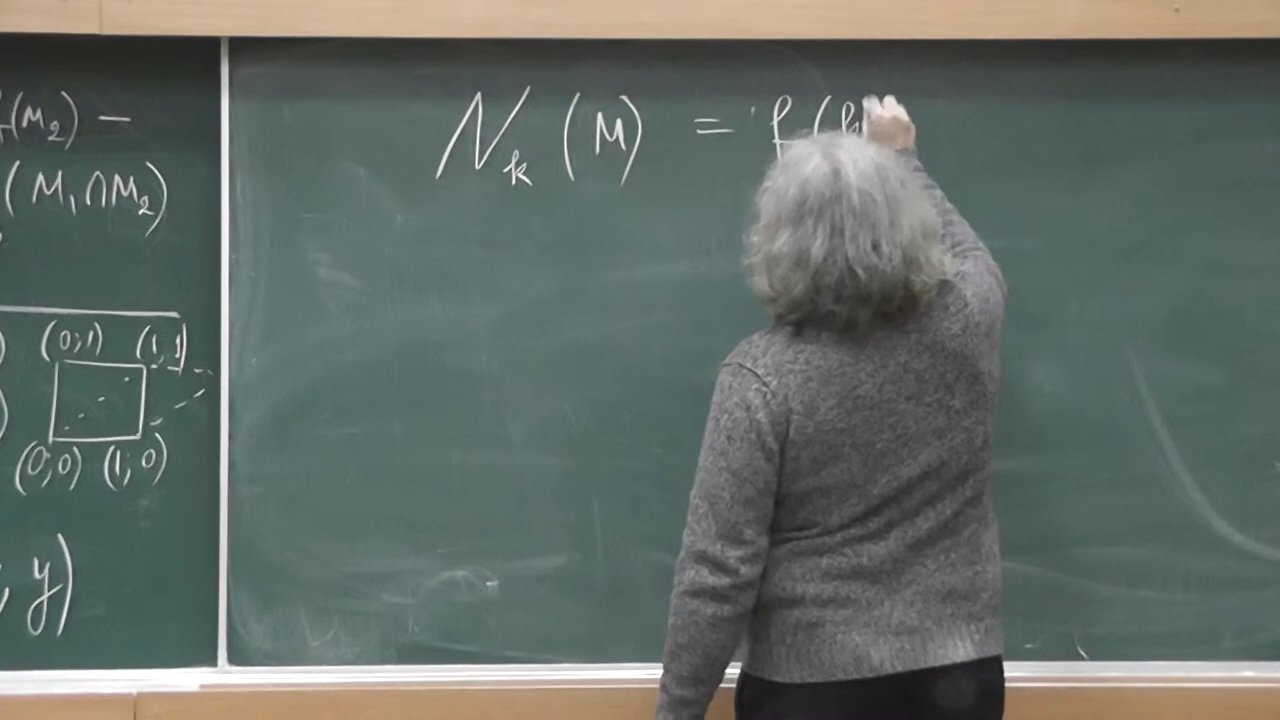 f(M₂) −
(M₁∩M₂)
(0;1) (1;1)
(0;0) (1;0)
; y)
N_k (M) = f (k